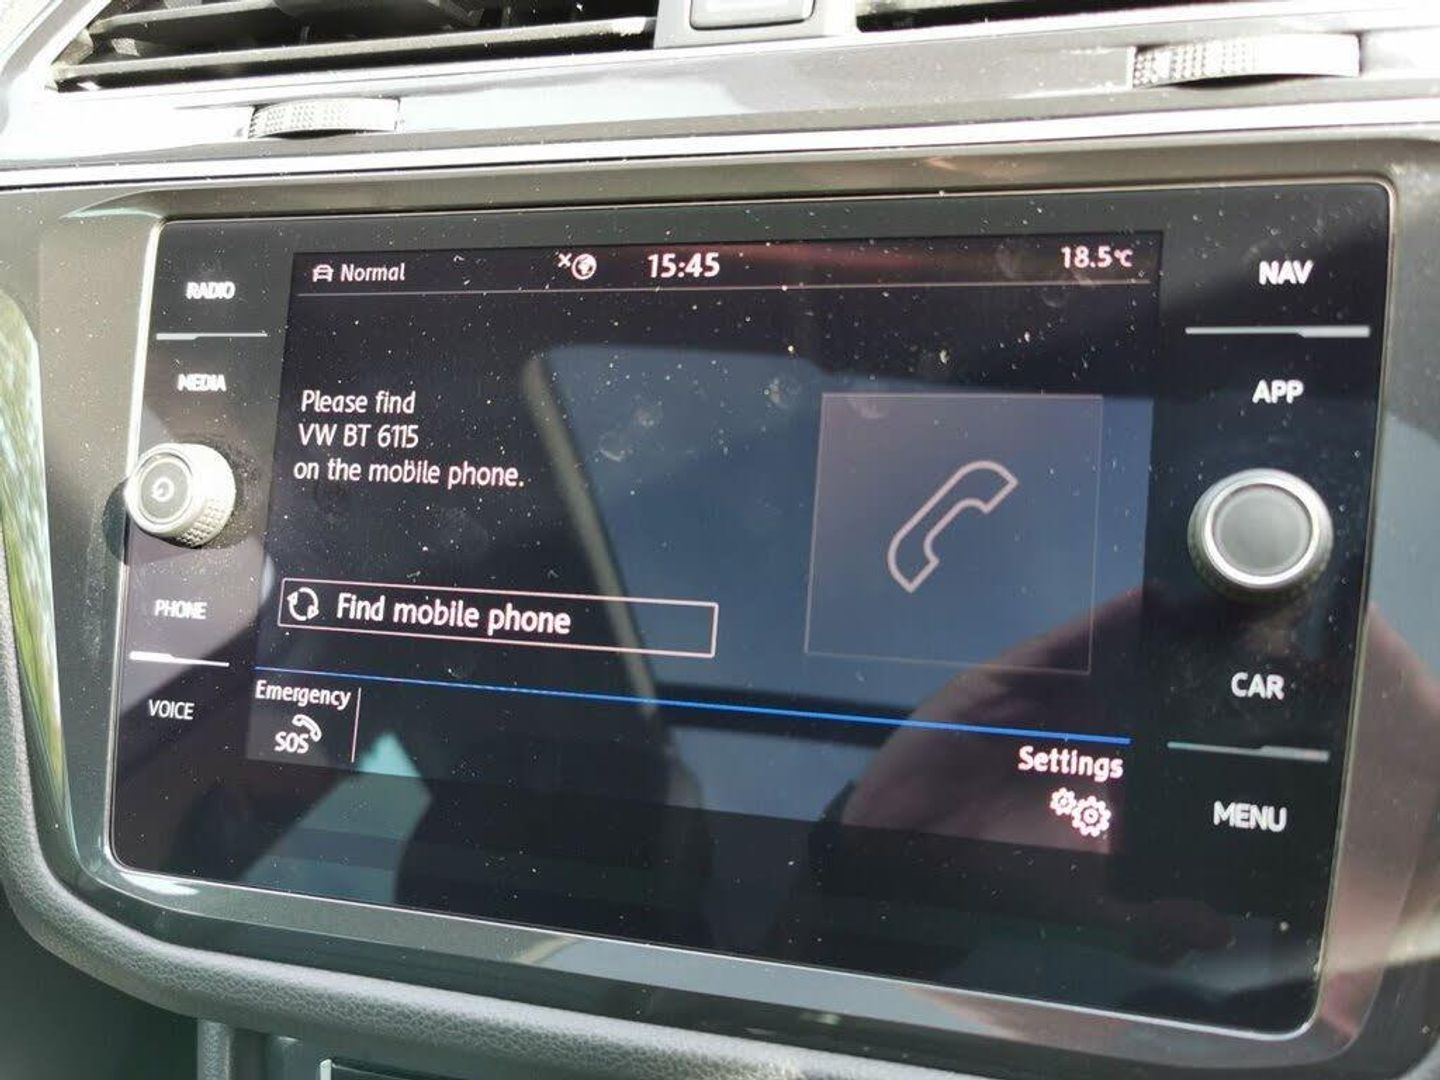 Normal 15:45 18.5°C
RADIO
MEDIA
PHONE
VOICE
Please find
VW BT 6115
on the mobile phone.
Find mobile phone
Emergency
SOS
Settings
NAV
APP
CAR
MENU